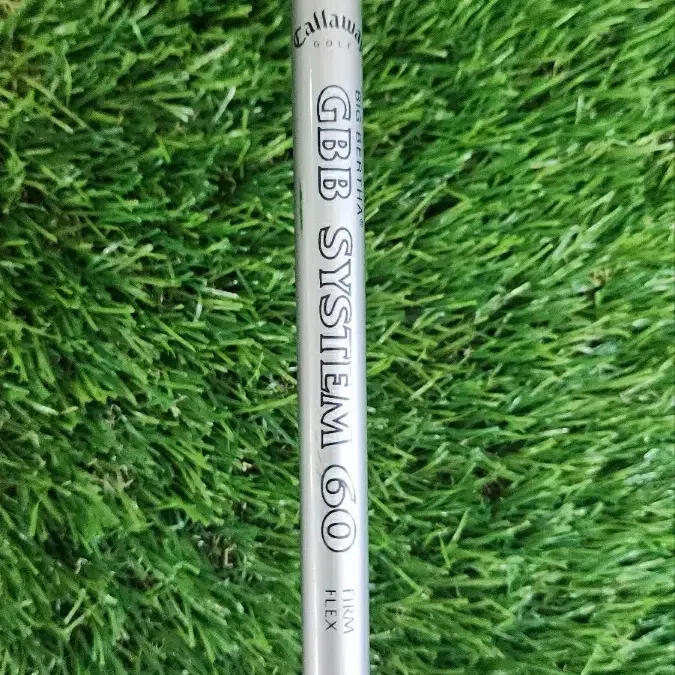 Callaway
GOLF
BIG BERTHA®
GBB SYSTEM 60
FIRM
FLEX